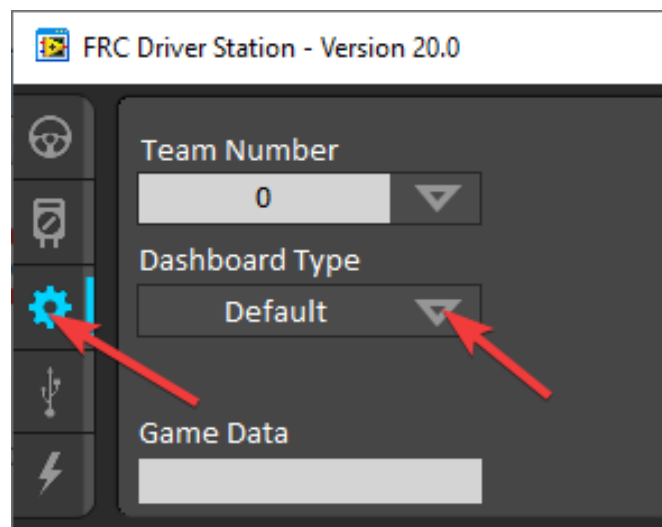 FRC Driver Station - Version 20.0
Team Number
0
Dashboard Type
Default
Game Data